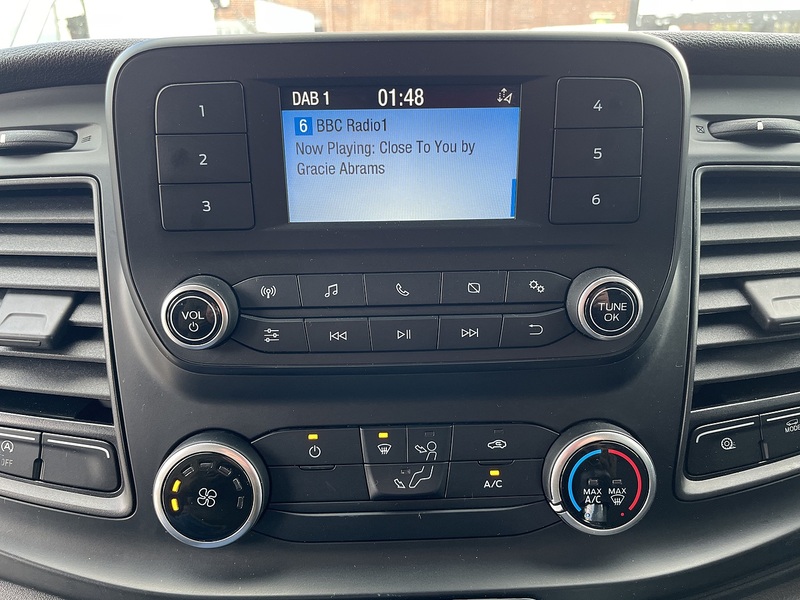 DAB 1 01:48
6 BBC Radio1
Now Playing: Close To You by
Gracie Abrams
1
2
3
4
5
6
VOL
TUNE
OK
A
OFF
MODE
A/C
MAX
A/C
MAX